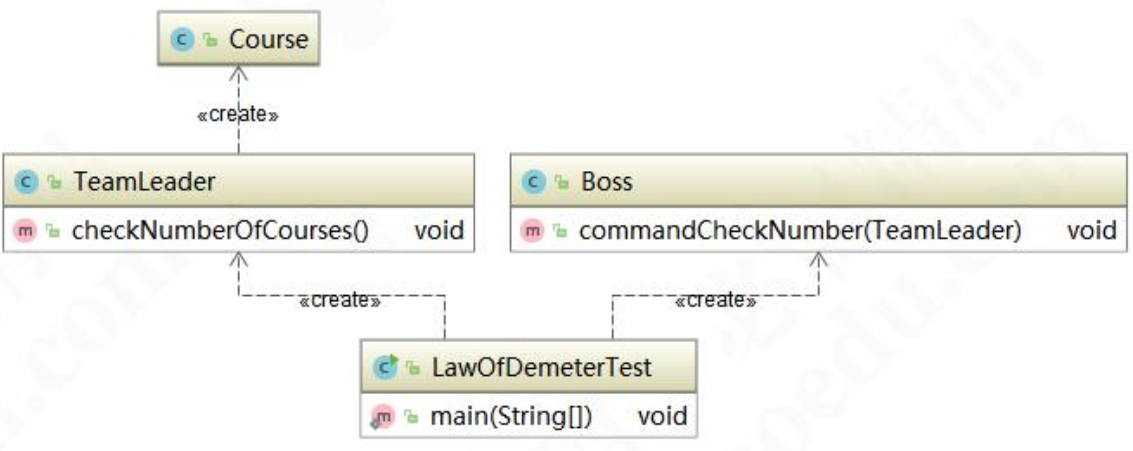 Course
«create»
TeamLeader
checkNumberOfCourses() void
Boss
commandCheckNumber(TeamLeader) void
«create»
«create»
LawOfDemeterTest
main(String[]) void